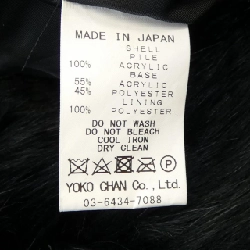 MADE IN JAPAN
SHELL
PILE
100% ACRYLIC
BASE
55% ACRYLIC
45% POLYESTER
LINING
100% POLYESTER
DO NOT WASH
DO NOT BLEACH
COOL IRON
DRY CLEAN
YOKO CHAN Co., Ltd.
03-6434-7088